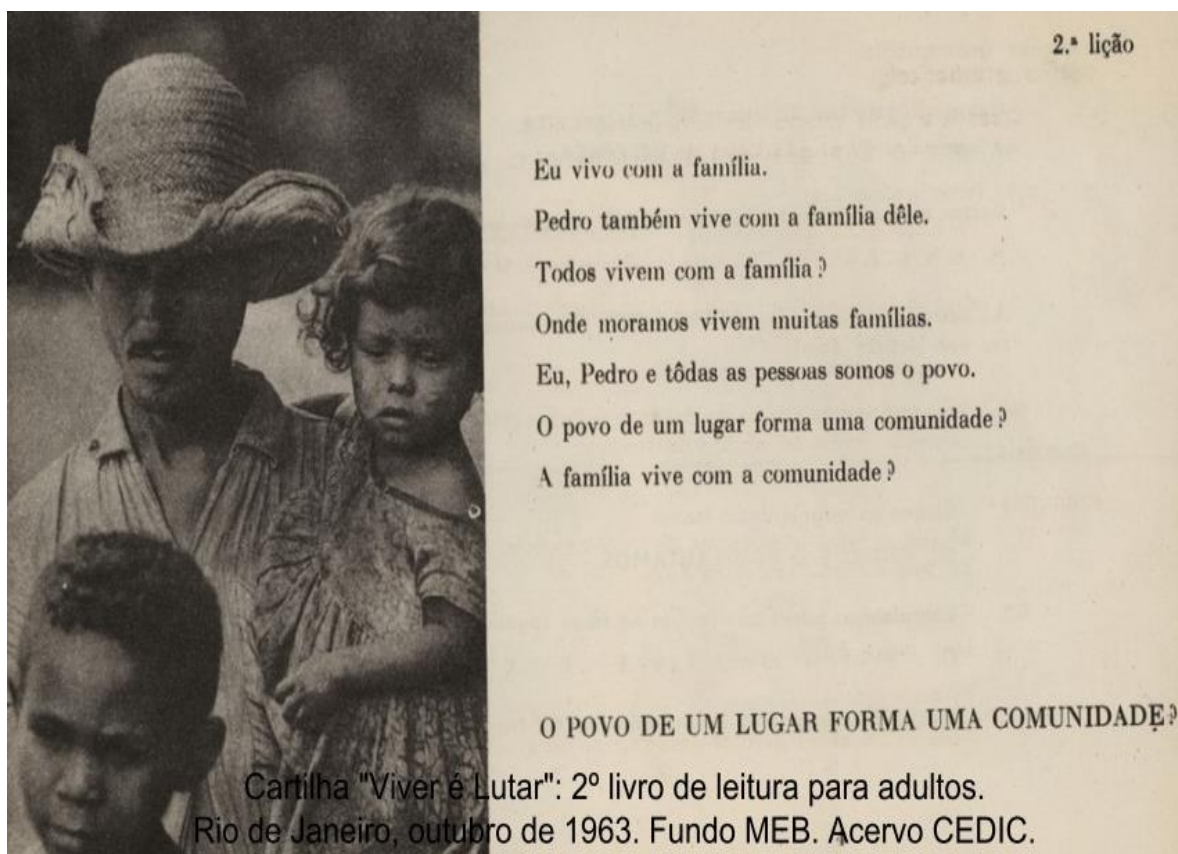 2.ª lição
Eu vivo com a família.
Pedro também vive com a família dêle.
Todos vivem com a família?
Onde moramos vivem muitas famílias.
Eu, Pedro e tôdas as pessoas somos o povo.
O povo de um lugar forma uma comunidade?
A família vive com a comunidade?
O POVO DE UM LUGAR FORMA UMA COMUNIDADE?
Cartilha "Viver é Lutar": 2º livro de leitura para adultos.
Rio de Janeiro, outubro de 1963. Fundo MEB. Acervo CEDIC.